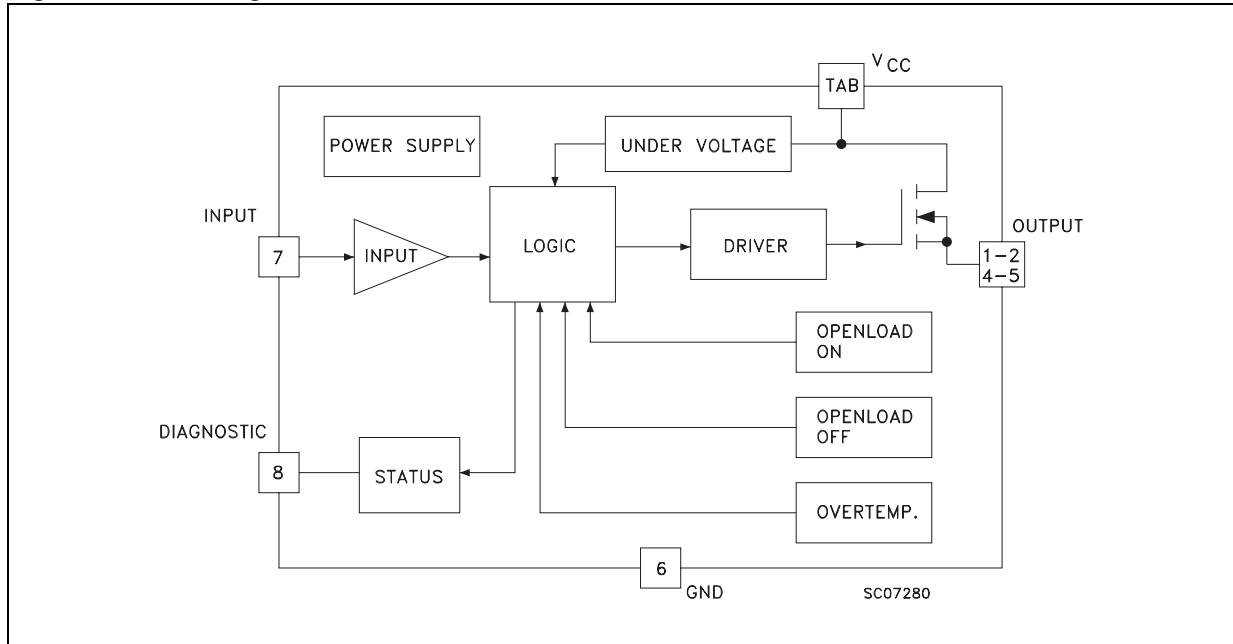 V CC
TAB
POWER SUPPLY
UNDER VOLTAGE
INPUT
7
INPUT
LOGIC
DRIVER
OUTPUT
1-2
4-5
OPENLOAD
ON
DIAGNOSTIC
8
STATUS
OPENLOAD
OFF
OVERTEMP.
6
GND
SC07280